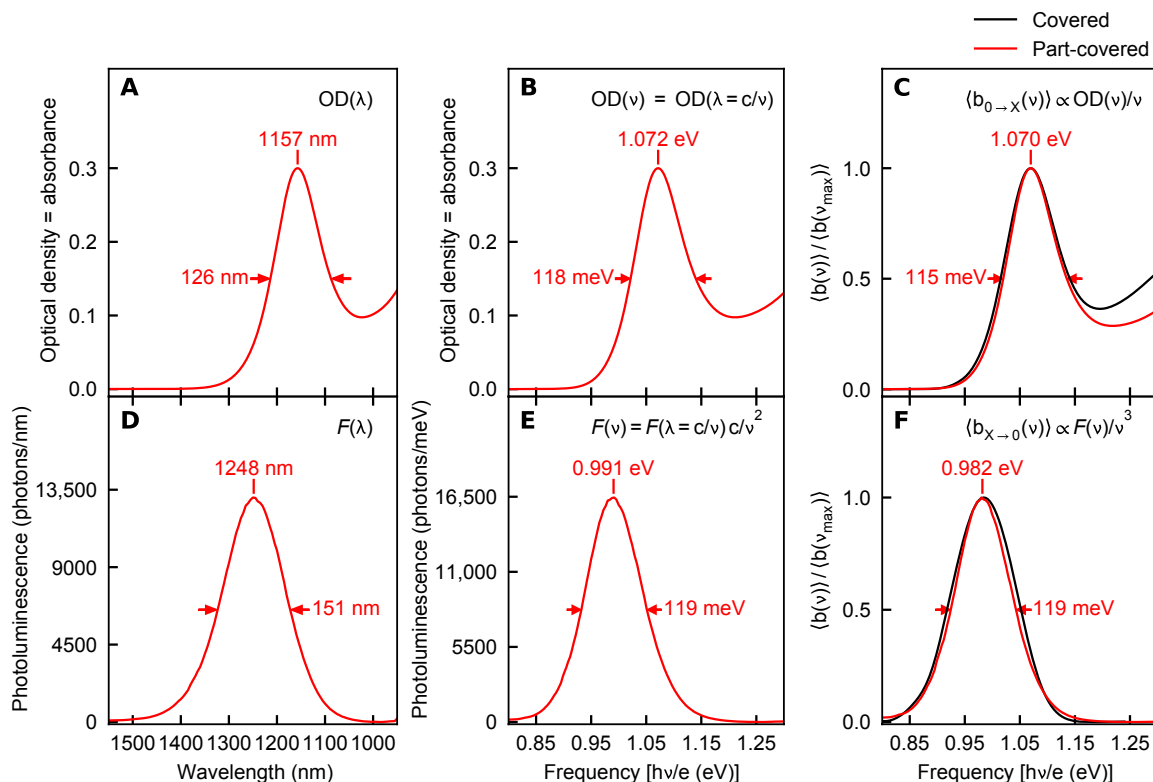 Covered
Part-covered
A
OD(λ)
1157 nm
126 nm
0.3
0.2
0.1
0.0
Optical density = absorbance
B
OD(ν) = OD(λ = c/ν)
1.072 eV
118 meV
0.3
0.2
0.1
0.0
Optical density = absorbance
C
⟨b₀→X(ν)⟩ ∝ OD(ν)/ν
1.070 eV
115 meV
1.0
0.5
0.0
⟨b(ν)⟩ / ⟨b(νmax)⟩
D
F(λ)
1248 nm
151 nm
13,500
9000
4500
0
Photoluminescence (photons/nm)
1500 1400 1300 1200 1100 1000
Wavelength (nm)
E
F(ν) = F(λ = c/ν) c/ν²
0.991 eV
119 meV
16,500
11,000
5500
0
Photoluminescence (photons/meV)
0.85 0.95 1.05 1.15 1.25
Frequency [hν/e (eV)]
F
⟨bX→0(ν)⟩ ∝ F(ν)/ν³
0.982 eV
119 meV
1.0
0.5
0.0
⟨b(ν)⟩ / ⟨b(νmax)⟩
0.85 0.95 1.05 1.15 1.25
Frequency [hν/e (eV)]